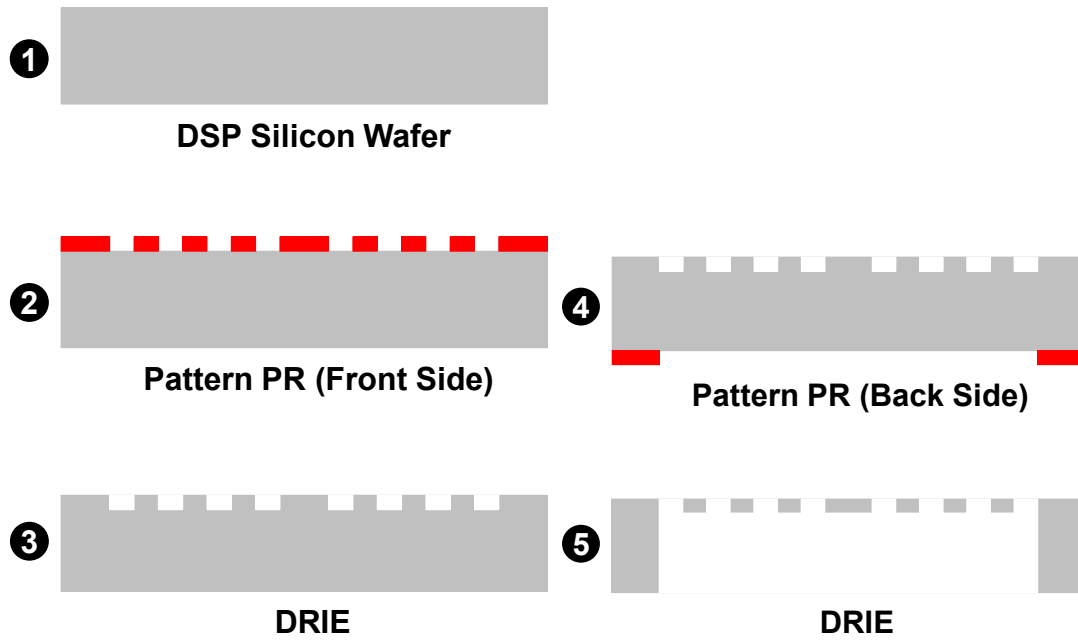 1
DSP Silicon Wafer
2
Pattern PR (Front Side)
3
DRIE
4
Pattern PR (Back Side)
5
DRIE